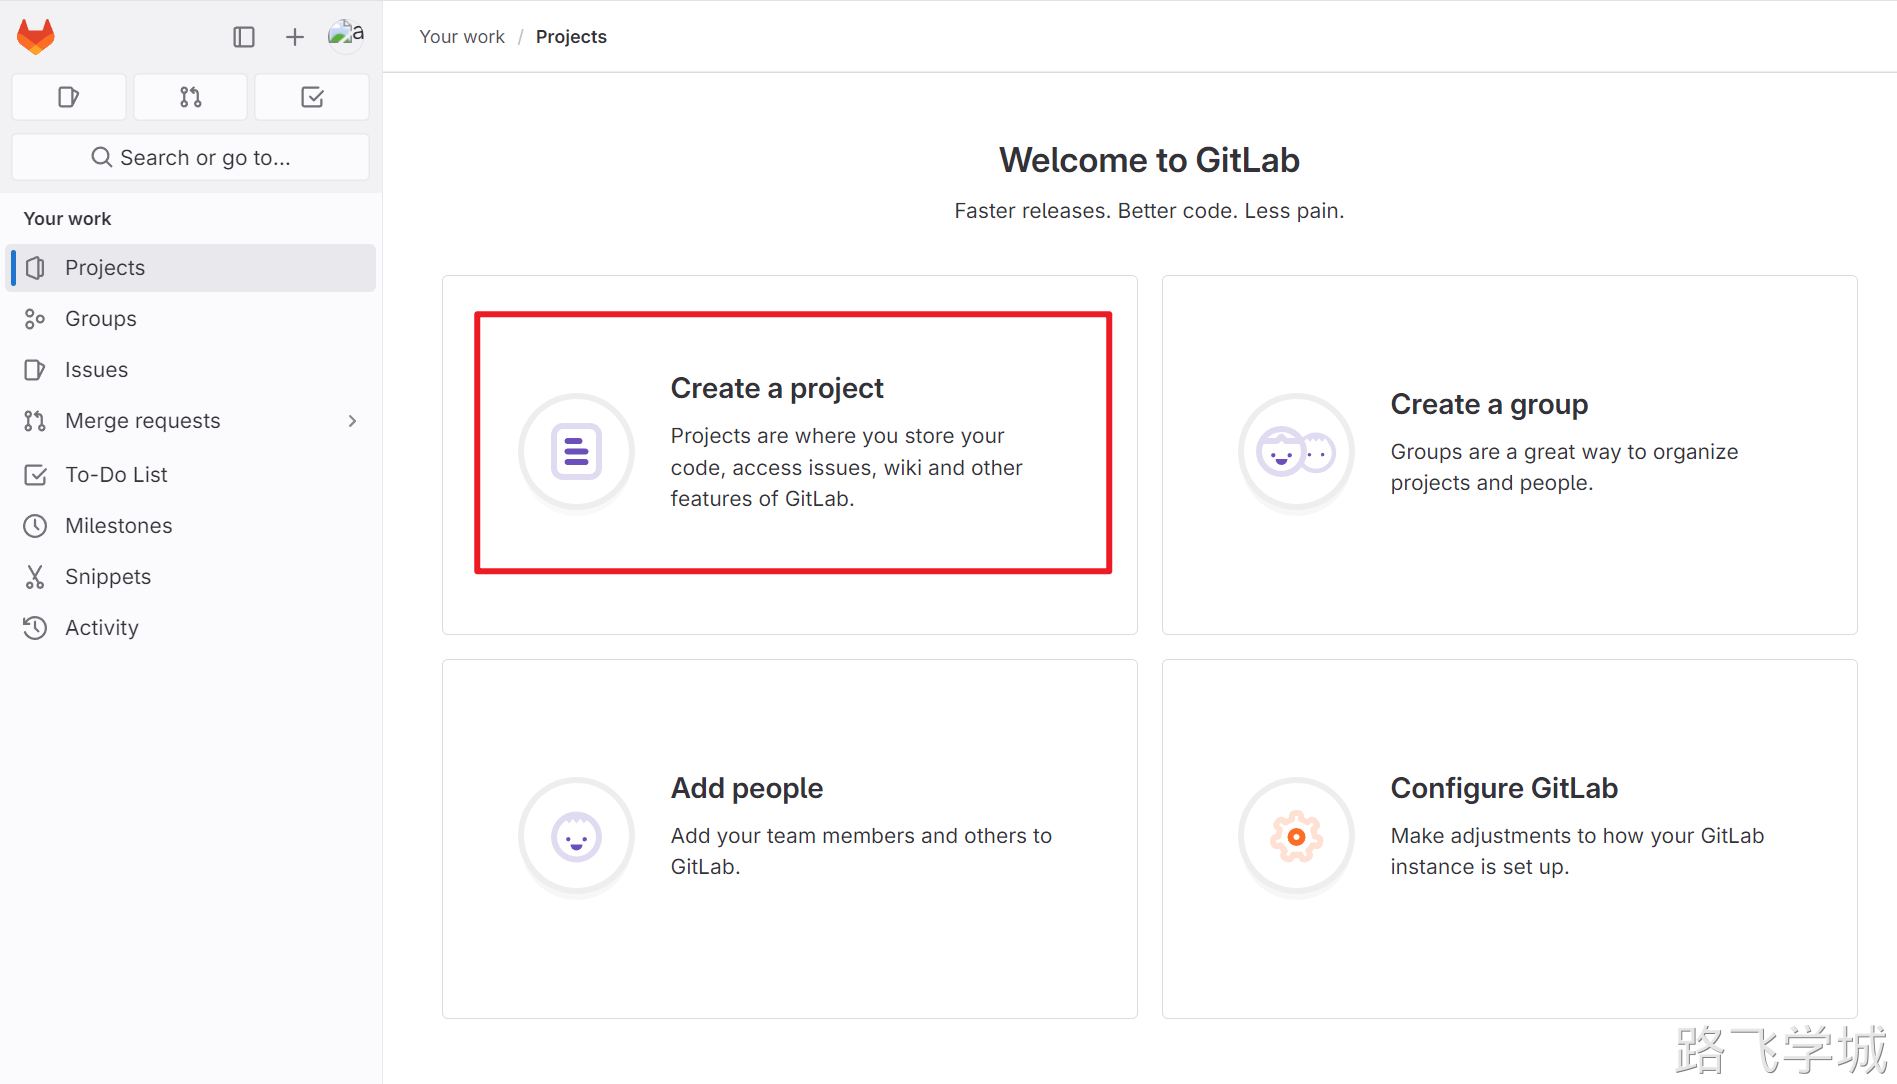 a
Your work / Projects
Search or go to...
Your work
Projects
Groups
Issues
Merge requests
To-Do List
Milestones
Snippets
Activity
Welcome to GitLab
Faster releases. Better code. Less pain.
Create a project
Projects are where you store your
code, access issues, wiki and other
features of GitLab.
Create a group
Groups are a great way to organize
projects and people.
Add people
Add your team members and others to
GitLab.
Configure GitLab
Make adjustments to how your GitLab
instance is set up.
路飞学城